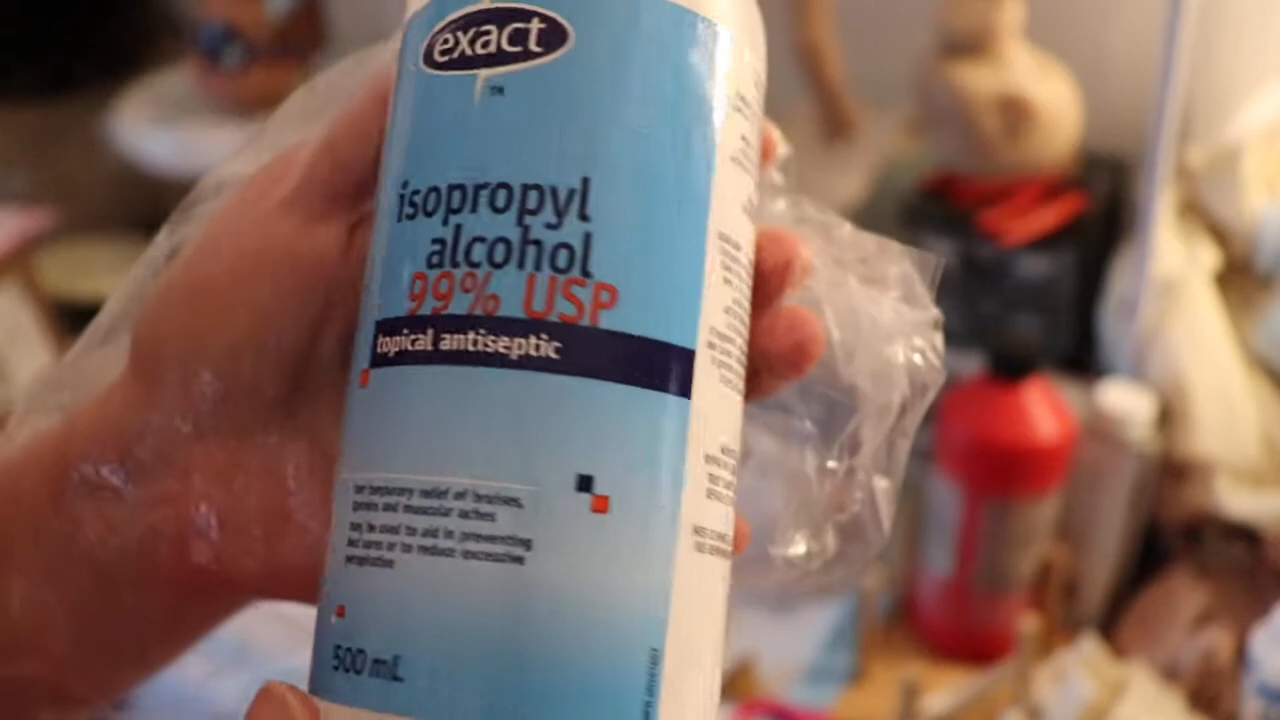 exact
TM
isopropyl
alcohol
99% USP
topical antiseptic
for temporary relief of bruises,
sprains and muscular aches
may be used to aid in preventing
bed sores or to reduce excessive
perspiration
500 mL